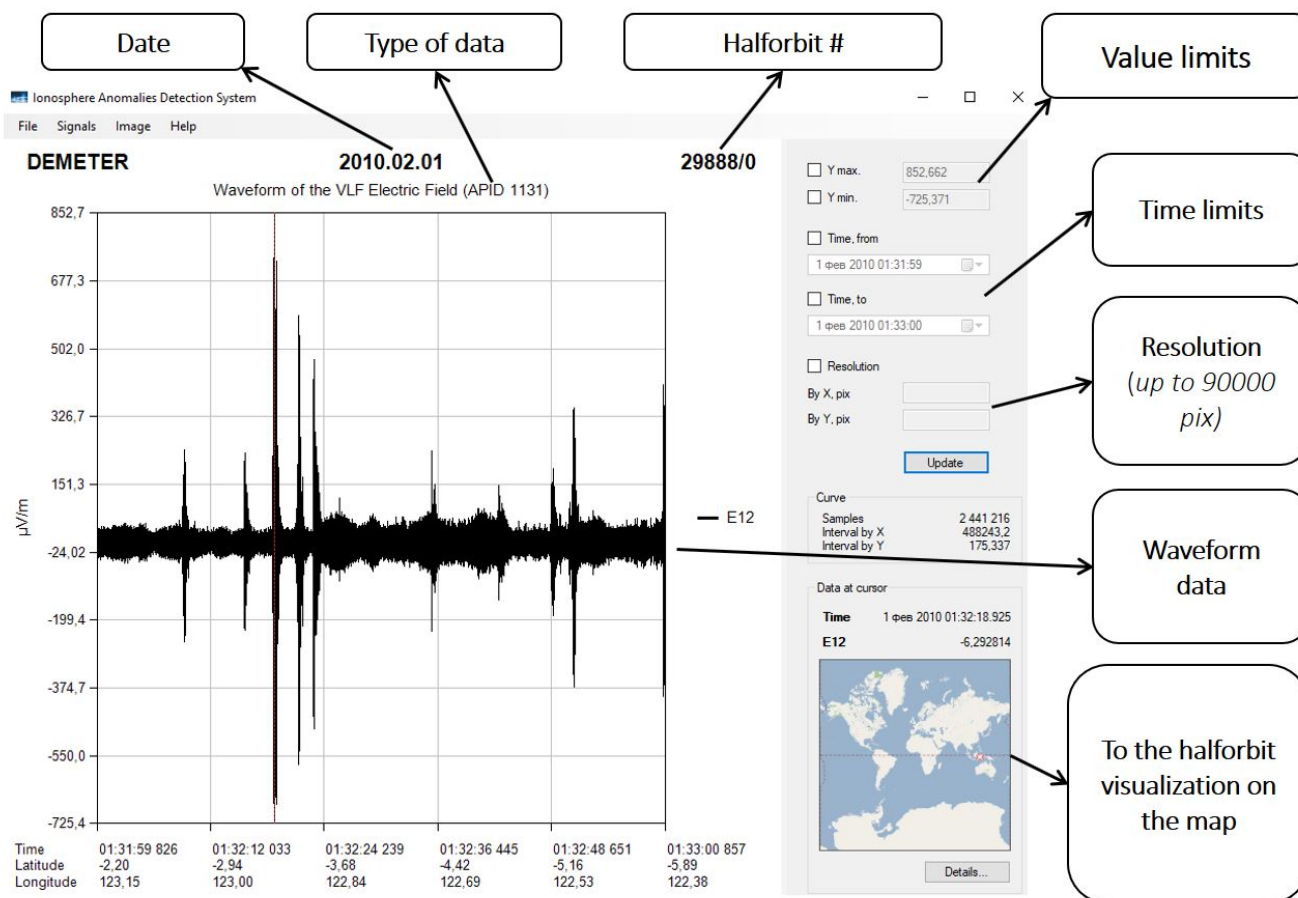 Date
Type of data
Halforbit #
Value limits
Ionosphere Anomalies Detection System
File Signals Image Help
DEMETER 2010.02.01 29888/0
Waveform of the VLF Electric Field (APID 1131)
852,7
677,3
502,0
326,7
151,3
-24,02
-199,4
-374,7
-550,0
-725,4
µV/m
E12
Time 01:31:59 826 01:32:12 033 01:32:24 239 01:32:36 445 01:32:48 651 01:33:00 857
Latitude -2,20 -2,94 -3,68 -4,42 -5,16 -5,89
Longitude 123,15 123,00 122,84 122,69 122,53 122,38
Y max. 852,662
Y min. -725,371
Time, from
1 фев 2010 01:31:59
Time, to
1 фев 2010 01:33:00
Resolution
By X, pix
By Y, pix
Update
Curve
Samples 2 441 216
Interval by X 488243,2
Interval by Y 175,337
Data at cursor
Time 1 фев 2010 01:32:18.925
E12 -6,292814
Details...
Time limits
Resolution
(up to 90000
pix)
Waveform
data
To the halforbit
visualization on
the map